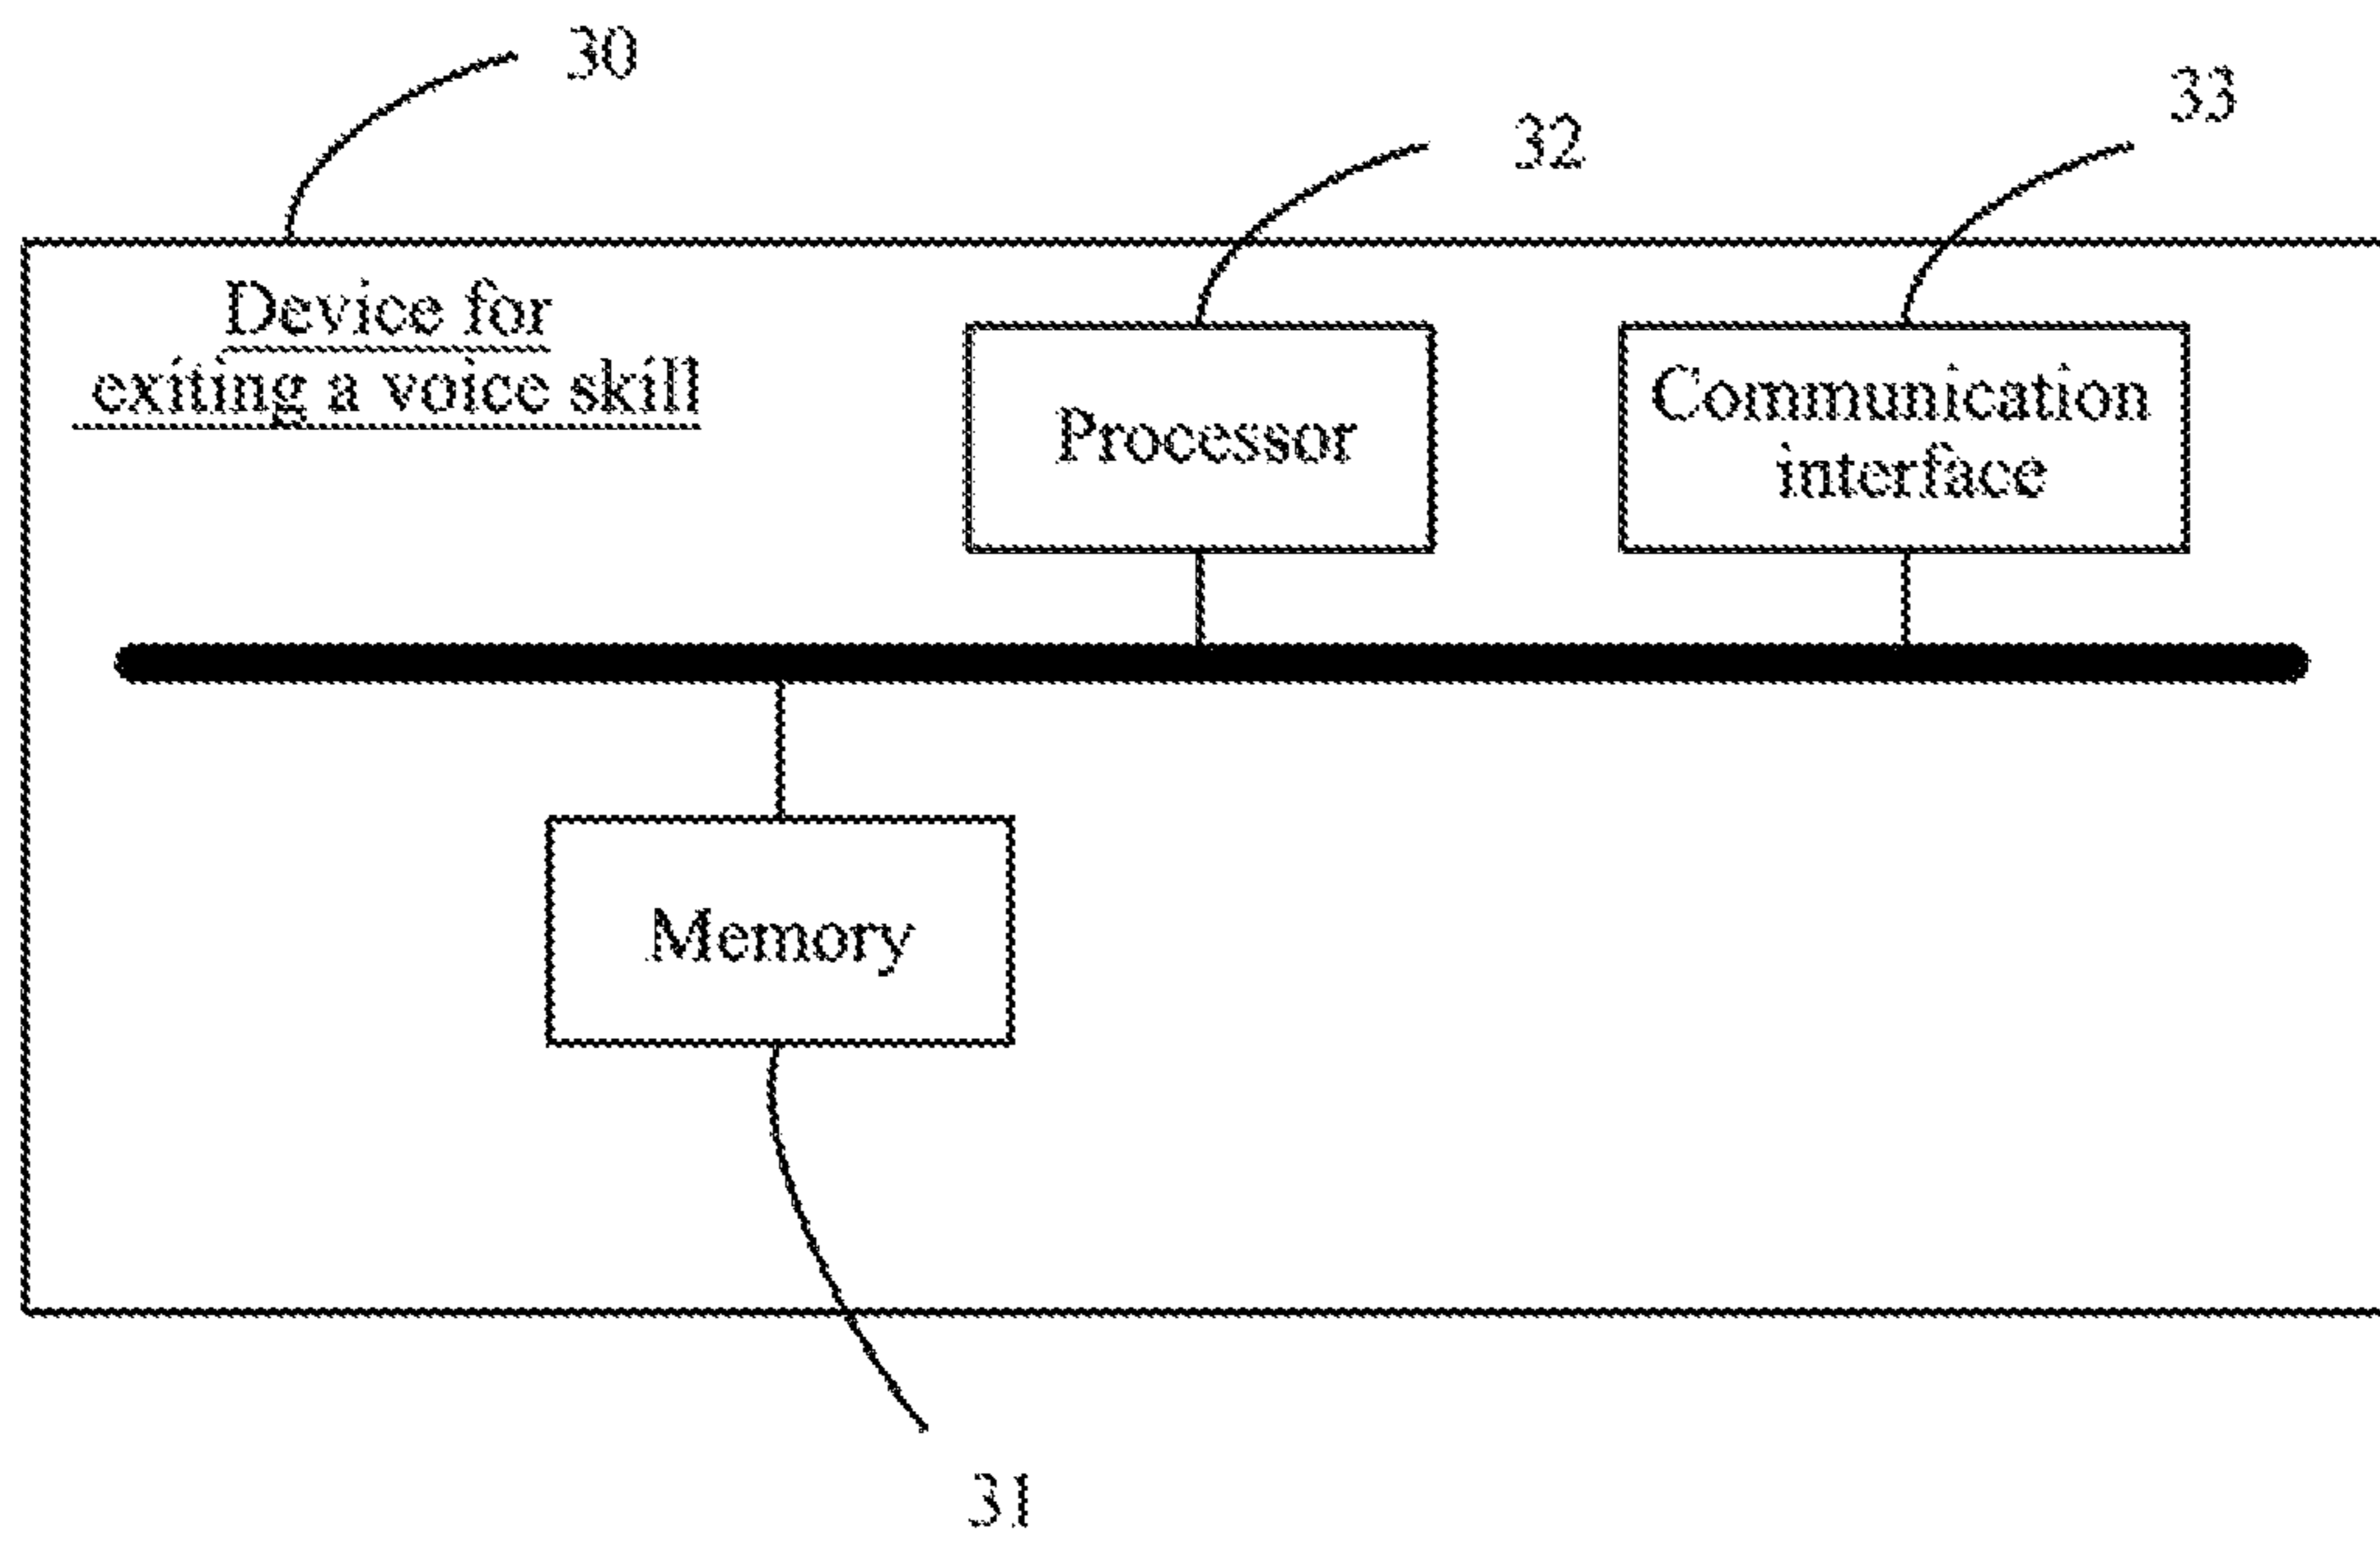 30
32
33
Device for
exiting a voice skill
Processor
Communication
interface
Memory
31